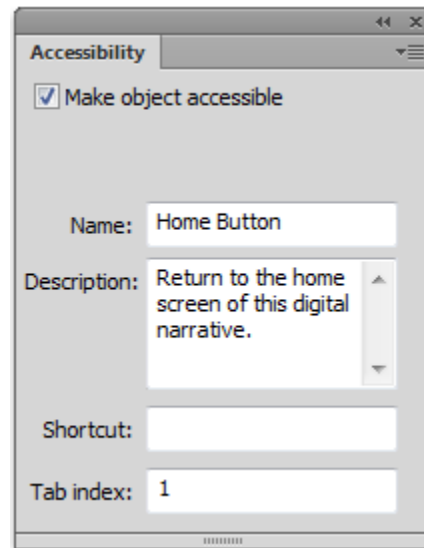 Accessibility
Make object accessible
Name: Home Button
Description: Return to the home
screen of this digital
narrative.
Shortcut:
Tab index: 1